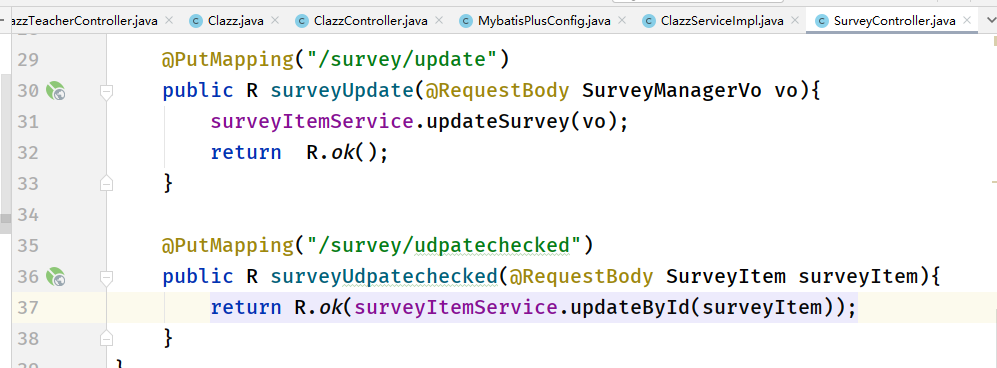 azzTeacherController.java × Clazz.java × ClazzController.java × MybatisPlusConfig.java × ClazzServiceImpl.java × SurveyController.java ×
29 @PutMapping("/survey/update")
30 public R surveyUpdate(@RequestBody SurveyManagerVo vo){
31 surveyItemService.updateSurvey(vo);
32 return  R.ok();
33 }
34
35 @PutMapping("/survey/udpatechecked")
36 public R surveyUdpatechecked(@RequestBody SurveyItem surveyItem){
37 return R.ok(surveyItemService.updateById(surveyItem));
38 }